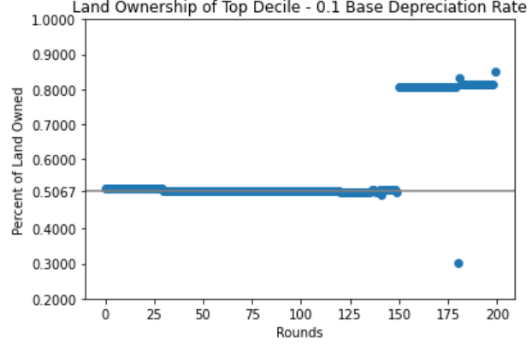 Land Ownership of Top Decile - 0.1 Base Depreciation Rate
Percent of Land Owned
1.0000
0.9000
0.8000
0.7000
0.6000
0.5067
0.4000
0.3000
0.2000
0 25 50 75 100 125 150 175 200
Rounds